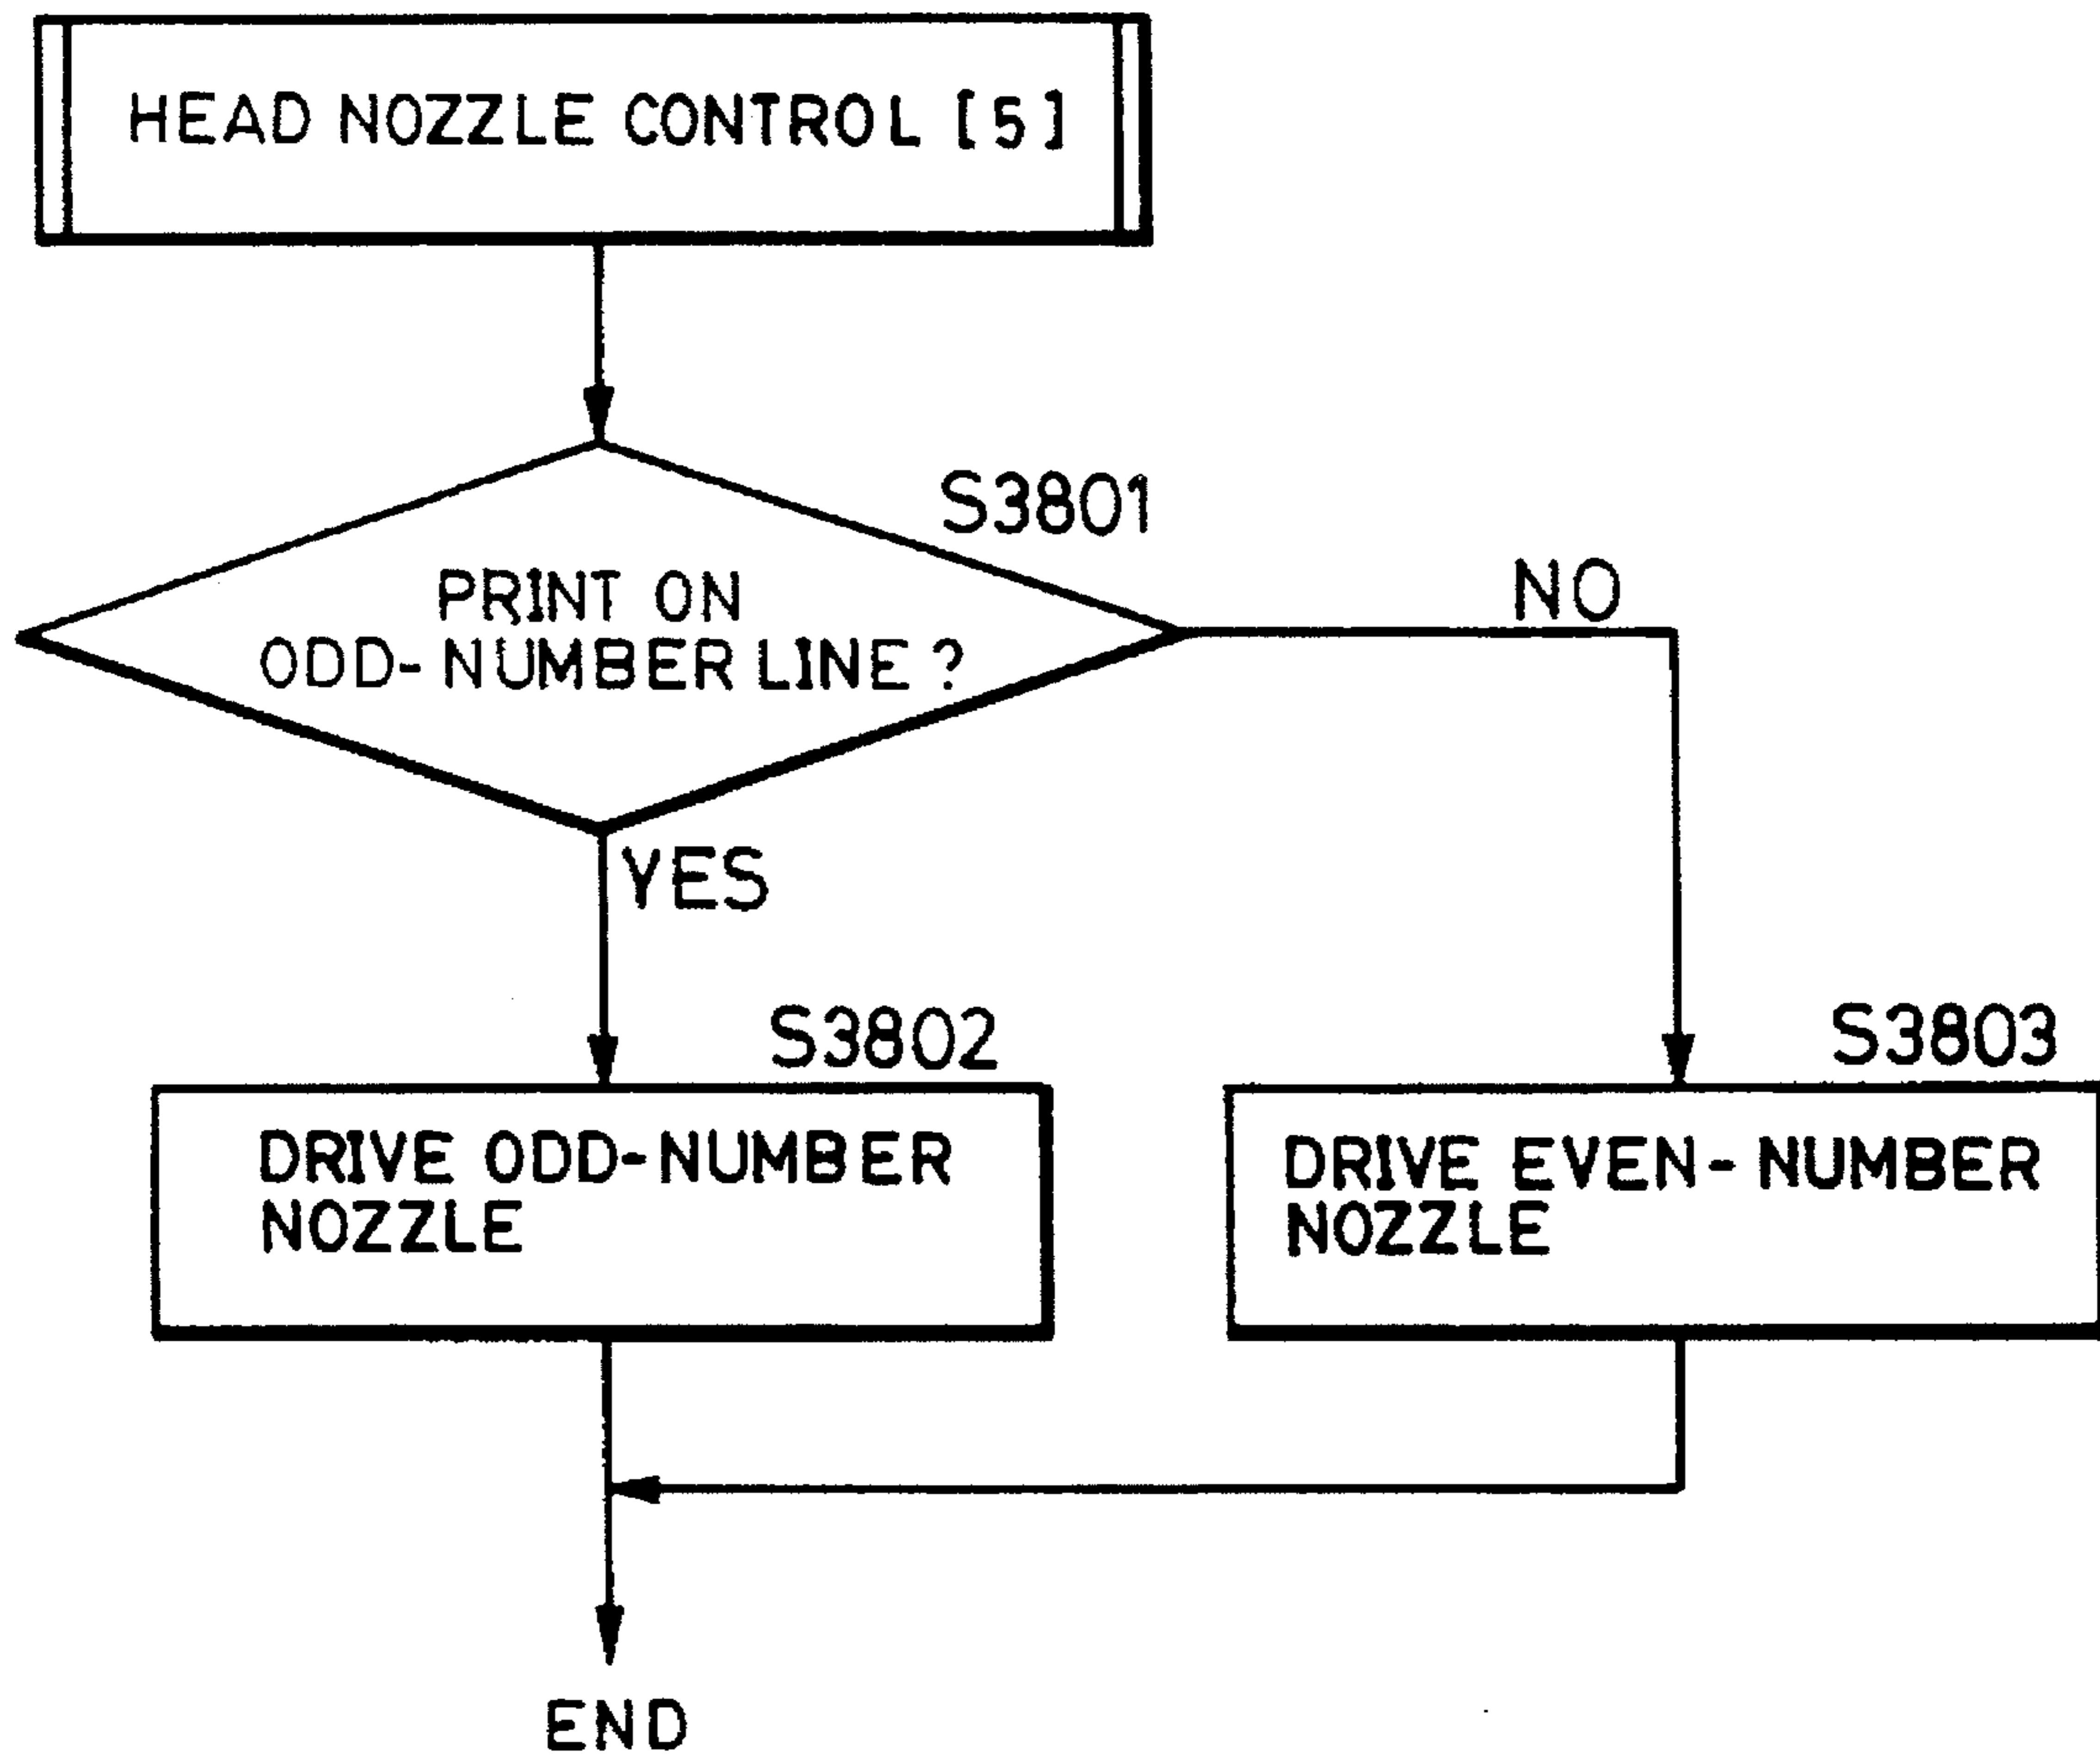 HEAD NOZZLE CONTROL [5]
S3801
PRINT ON
ODD-NUMBER LINE ?
NO
YES
S3802
DRIVE ODD-NUMBER
NOZZLE
S3803
DRIVE EVEN-NUMBER
NOZZLE
END